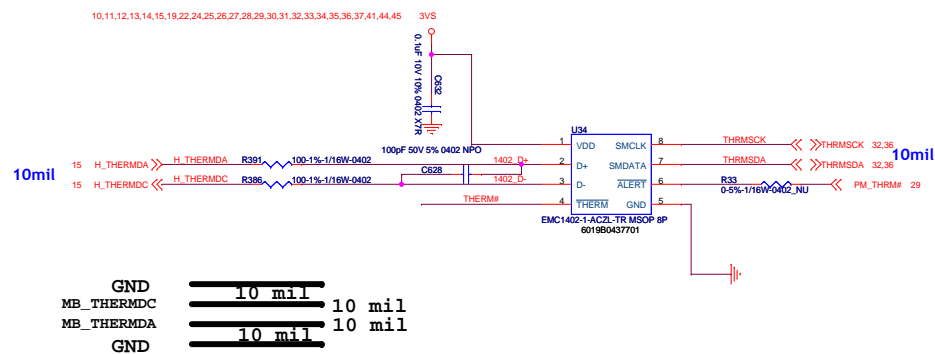 10,11,12,13,14,15,19,22,24,25,26,27,28,29,30,31,32,33,34,35,36,37,41,44,45 3VS
0.1uF 10V 10% 0402 X7R
C632
U34
100pF 50V 5% 0402 NPO
1 VDD SMCLK 8 THRMSCK THRMSCK 32,36
15 H_THERMDA H_THERMDA R391 100-1%-1/16W-0402 1402_D+ 2 D+ SMDATA 7 THRMSDA THRMSDA 32,36
10mil
10mil
C628
15 H_THERMDC H_THERMDC R386 100-1%-1/16W-0402 1402_D- 3 D- ALERT 6 R33 PM_THRM# 29
0-5%-1/16W-0402_NU
THERM# 4 THERM GND 5
EMC1402-1-ACZL-TR MSOP 8P
6019B0437701
GND
10 mil
MB_THERMDC 10 mil
MB_THERMDA 10 mil
10 mil
GND